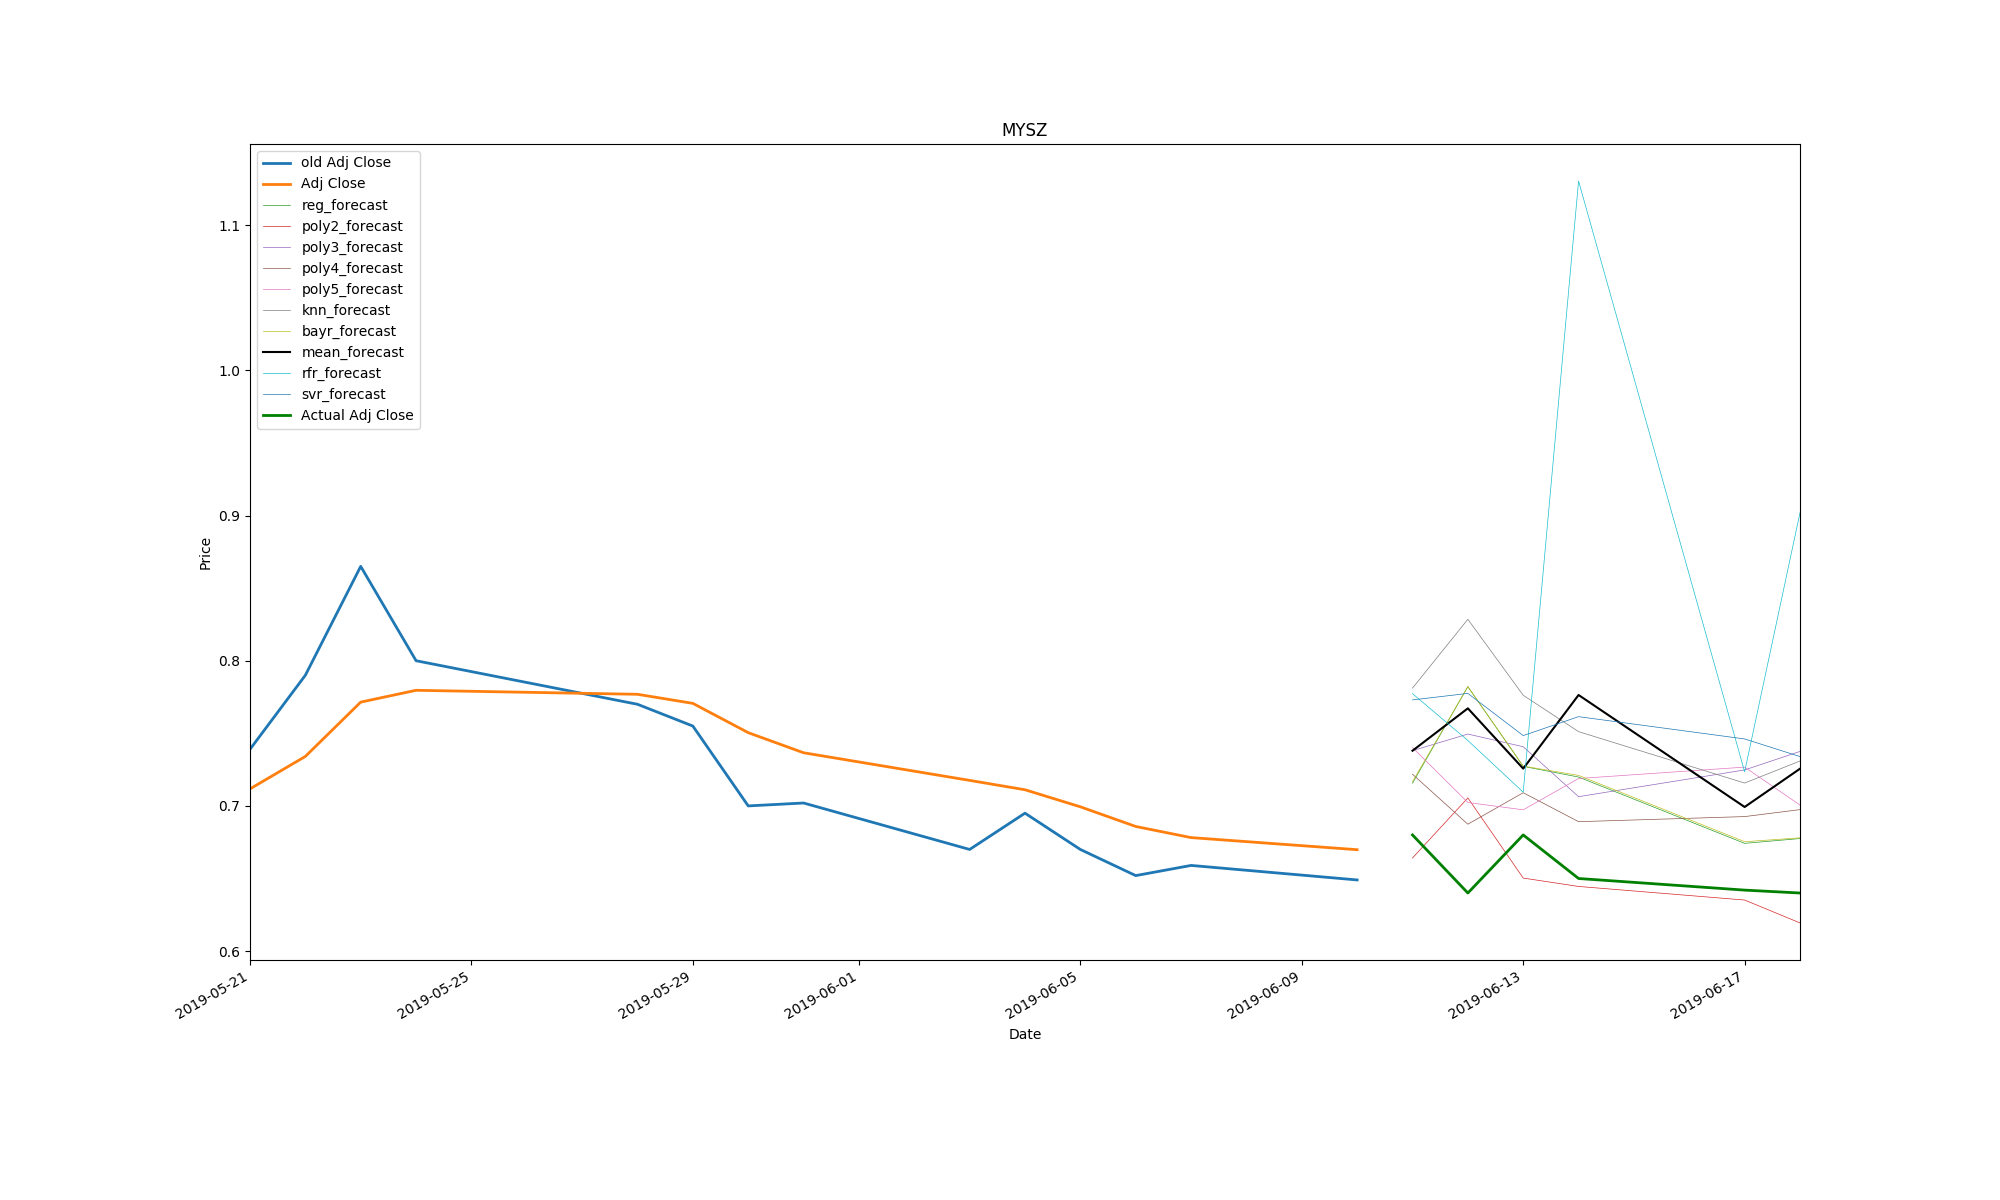 MYSZ
old Adj Close
Adj Close
reg_forecast
poly2_forecast
poly3_forecast
poly4_forecast
poly5_forecast
knn_forecast
bayr_forecast
mean_forecast
rfr_forecast
svr_forecast
Actual Adj Close
1.1
1.0
0.9
0.8
0.7
0.6
Price
2019-05-21
2019-05-25
2019-05-29
2019-06-01
2019-06-05
2019-06-09
2019-06-13
2019-06-17
Date